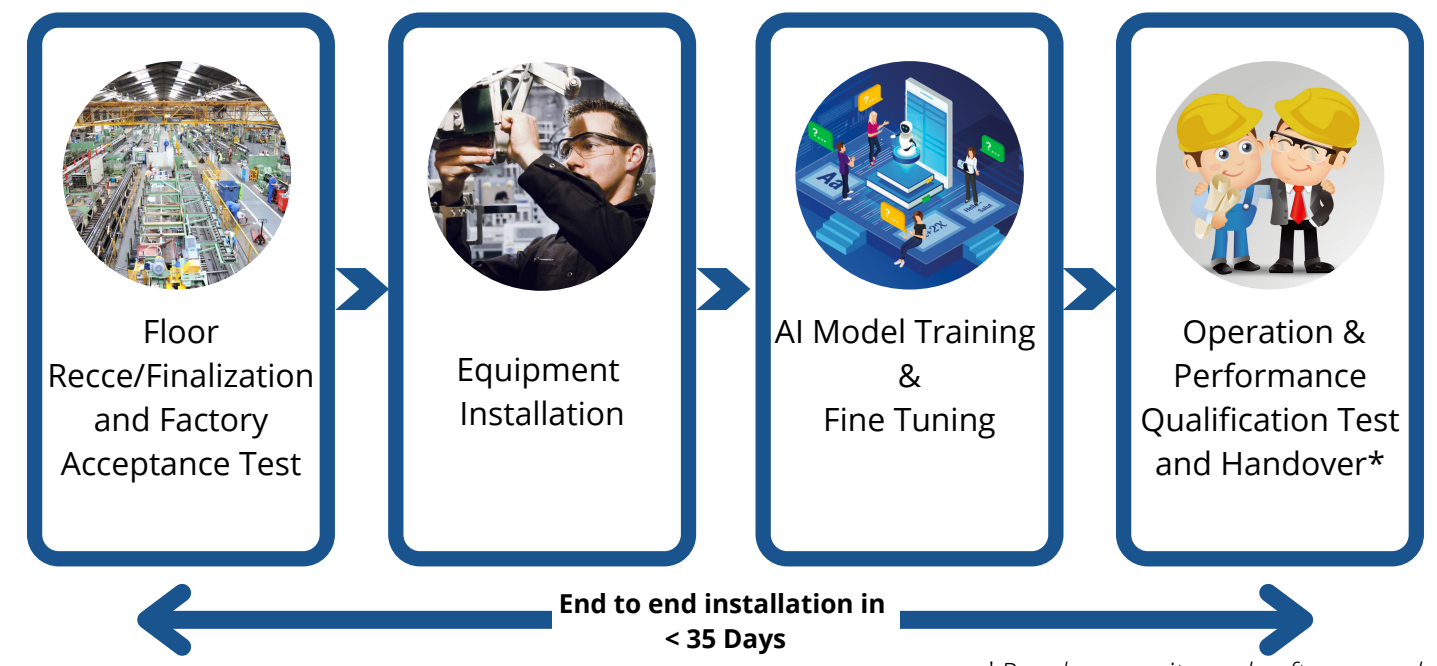 Floor
Recce/Finalization
and Factory
Acceptance Test
Equipment
Installation
AI Model Training
&
Fine Tuning
Operation &
Performance
Qualification Test
and Handover*
End to end installation in
< 35 Days